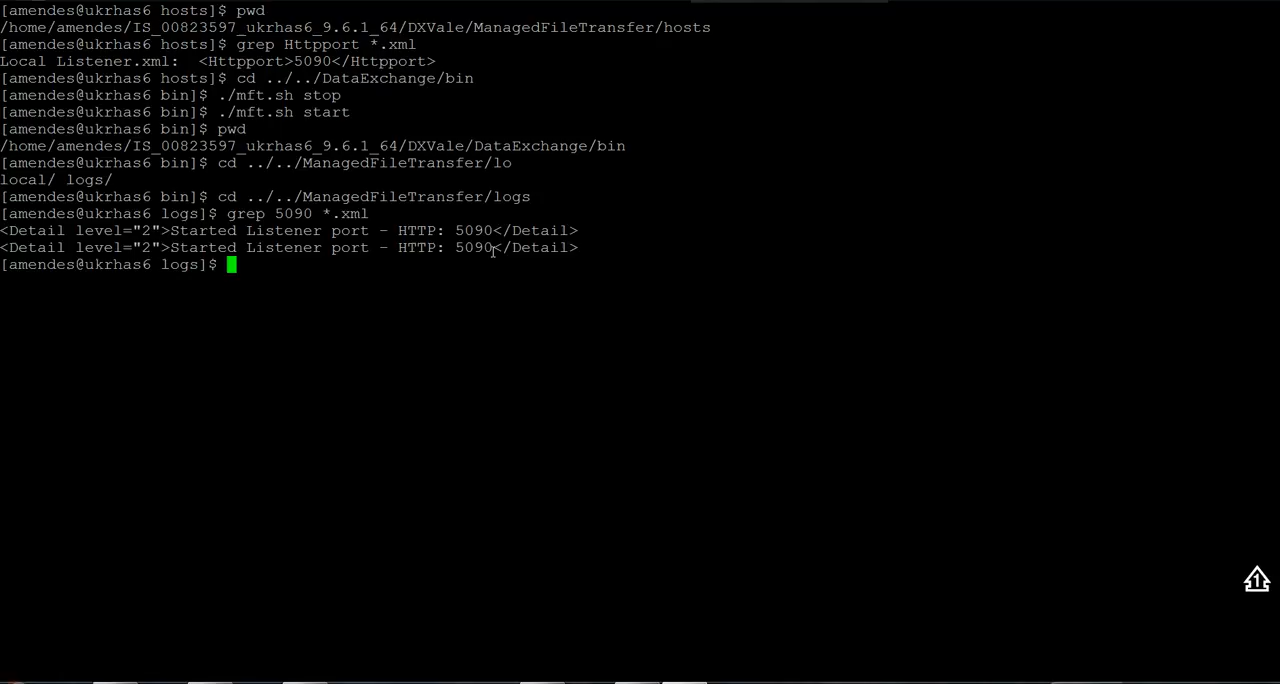 [amendes@ukrhas6 hosts]$ pwd
/home/amendes/IS_00823597_ukrhas6_9.6.1_64/DXVale/ManagedFileTransfer/hosts
[amendes@ukrhas6 hosts]$ grep Httpport *.xml
Local Listener.xml:  <Httpport>5090</Httpport>
[amendes@ukrhas6 hosts]$ cd ../../DataExchange/bin
[amendes@ukrhas6 bin]$ ./mft.sh stop
[amendes@ukrhas6 bin]$ ./mft.sh start
[amendes@ukrhas6 bin]$ pwd
/home/amendes/IS_00823597_ukrhas6_9.6.1_64/DXVale/DataExchange/bin
[amendes@ukrhas6 bin]$ cd ../../ManagedFileTransfer/lo
local/ logs/
[amendes@ukrhas6 bin]$ cd ../../ManagedFileTransfer/logs
[amendes@ukrhas6 logs]$ grep 5090 *.xml
<Detail level="2">Started Listener port - HTTP: 5090</Detail>
<Detail level="2">Started Listener port - HTTP: 5090</Detail>
[amendes@ukrhas6 logs]$
1